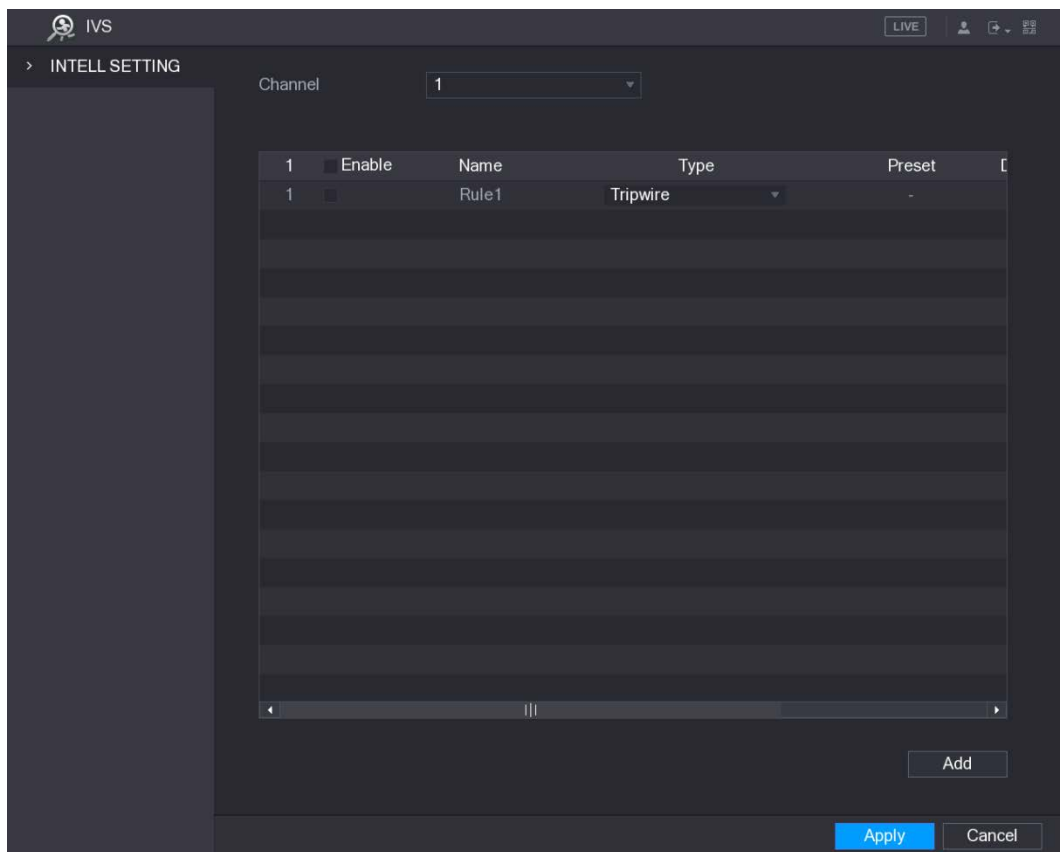 IVS LIVE
INTELL SETTING
Channel 1
1 Enable Name Type Preset
1 Rule1 Tripwire -
Add
Apply Cancel